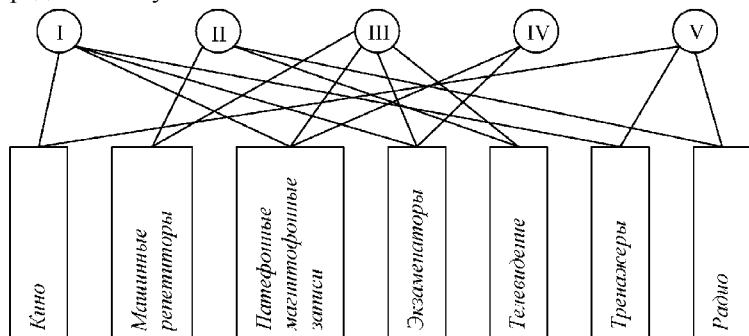 I II III IV V
Кино
Машинные
репетиторы
Патефонные
магнитофонные
записи
Экзаменаторы
Телевидение
Тренажеры
Радио